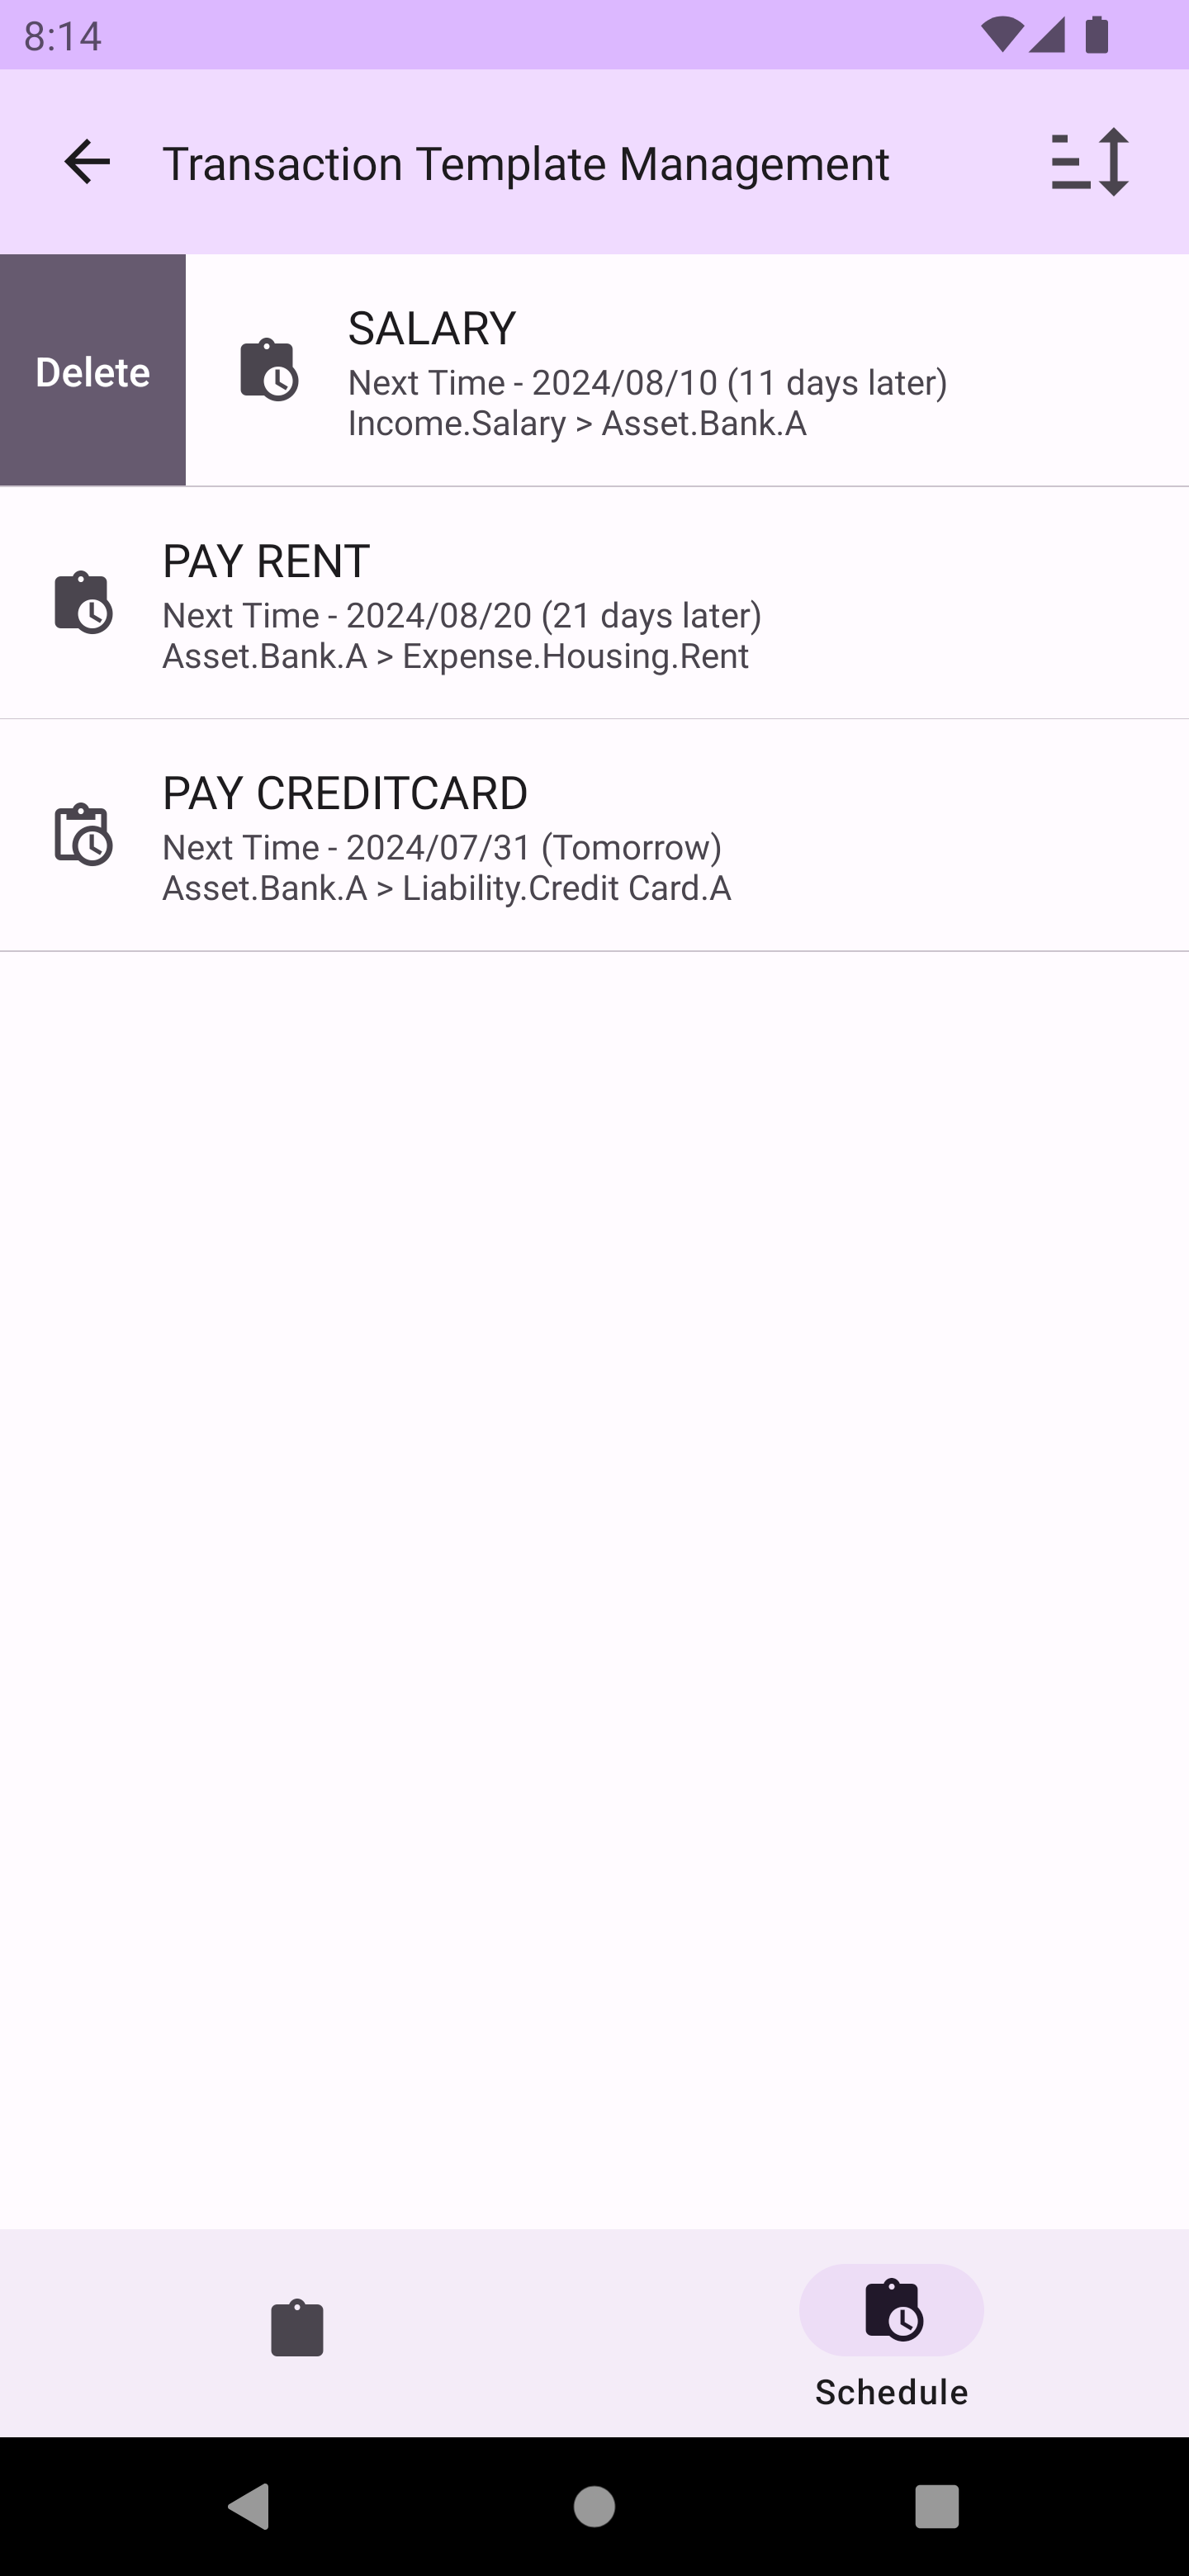 8:14
Transaction Template Management
Delete
SALARY
Next Time - 2024/08/10 (11 days later)
Income.Salary > Asset.Bank.A
PAY RENT
Next Time - 2024/08/20 (21 days later)
Asset.Bank.A > Expense.Housing.Rent
PAY CREDITCARD
Next Time - 2024/07/31 (Tomorrow)
Asset.Bank.A > Liability.Credit Card.A
Schedule